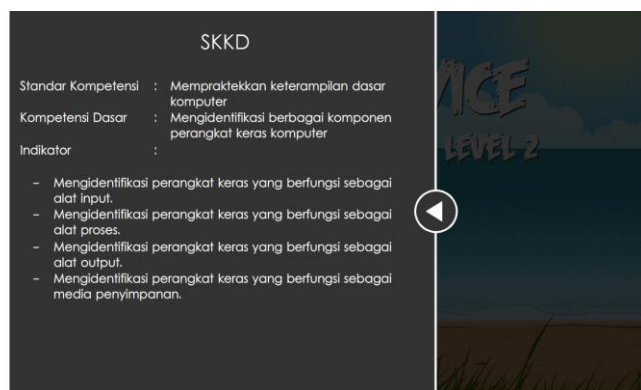 SKKD
Standar Kompetensi : Mempraktekkan keterampilan dasar
komputer
Kompetensi Dasar : Mengidentifikasi berbagai komponen
perangkat keras komputer
Indikator :
- Mengidentifikasi perangkat keras yang berfungsi sebagai
alat input.
- Mengidentifikasi perangkat keras yang berfungsi sebagai
alat proses.
- Mengidentifikasi perangkat keras yang berfungsi sebagai
alat output.
- Mengidentifikasi perangkat keras yang berfungsi sebagai
media penyimpanan.
LEVEL 2